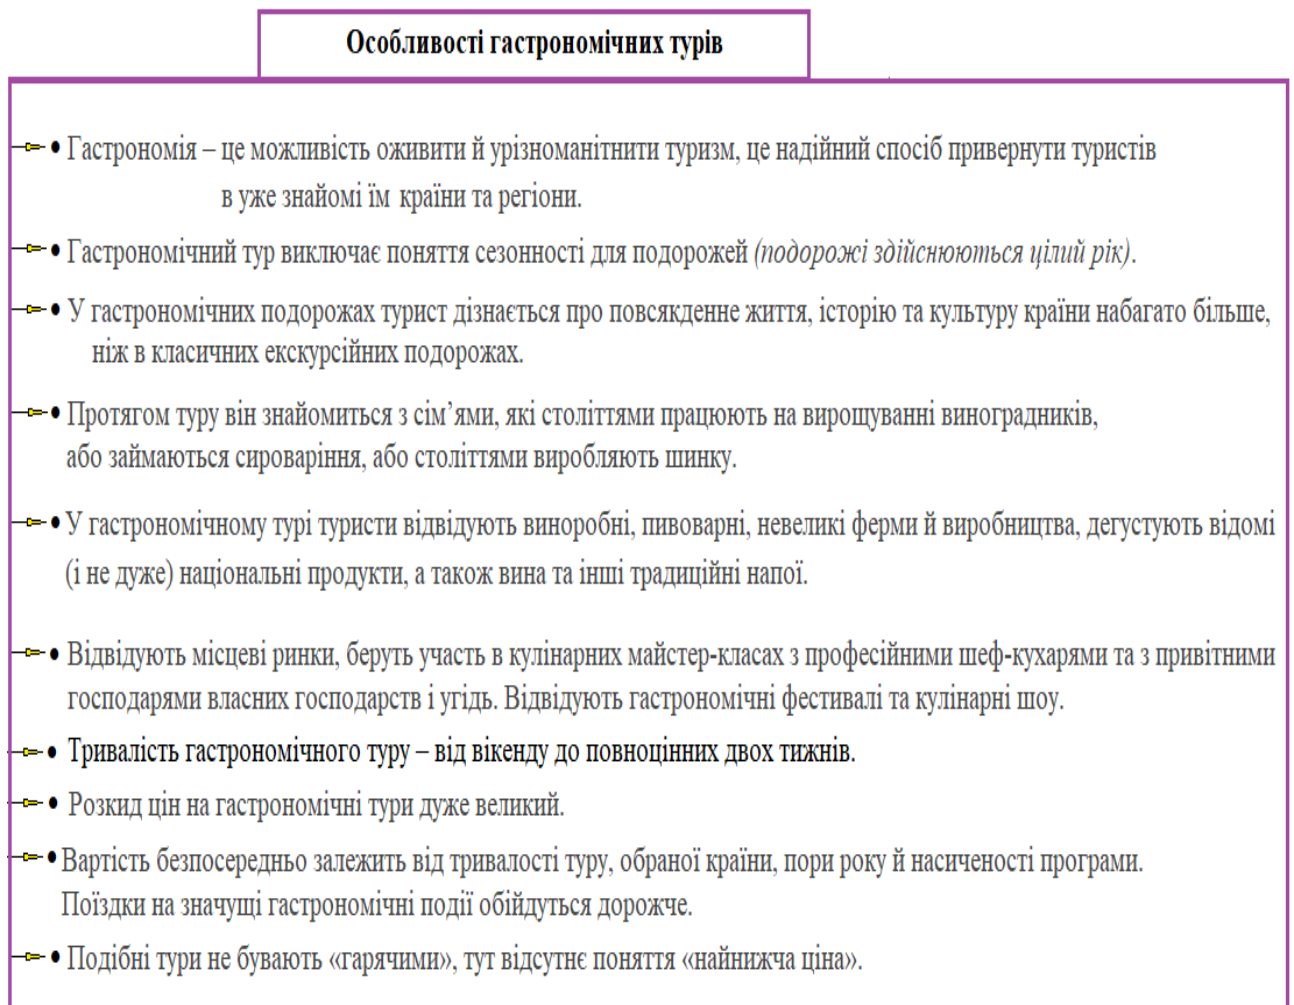 Особливості гастрономічних турів
• Гастрономія – це можливість оживити й урізноманітнити туризм, це надійний спосіб привернути туристів
в уже знайомі їм країни та регіони.
• Гастрономічний тур виключає поняття сезонності для подорожей (подорожі здійснюються цілий рік).
• У гастрономічних подорожах турист дізнається про повсякденне життя, історію та культуру країни набагато більше,
ніж в класичних екскурсійних подорожах.
• Протягом туру він знайомиться з сім’ями, які століттями працюють на вирощуванні виноградників,
або займаються сироваріння, або століттями виробляють шинку.
• У гастрономічному турі туристи відвідують виноробні, пивоварні, невеликі ферми й виробництва, дегустують відомі
(і не дуже) національні продукти, а також вина та інші традиційні напої.
• Відвідують місцеві ринки, беруть участь в кулінарних майстер-класах з професійними шеф-кухарями та з привітними
господарями власних господарств і угідь. Відвідують гастрономічні фестивалі та кулінарні шоу.
• Тривалість гастрономічного туру – від вікенду до повноцінних двох тижнів.
• Розкид цін на гастрономічні тури дуже великий.
• Вартість безпосередньо залежить від тривалості туру, обраної країни, пори року й насиченості програми.
Поїздки на значущі гастрономічні події обійдуться дорожче.
• Подібні тури не бувають «гарячими», тут відсутнє поняття «найнижча ціна».